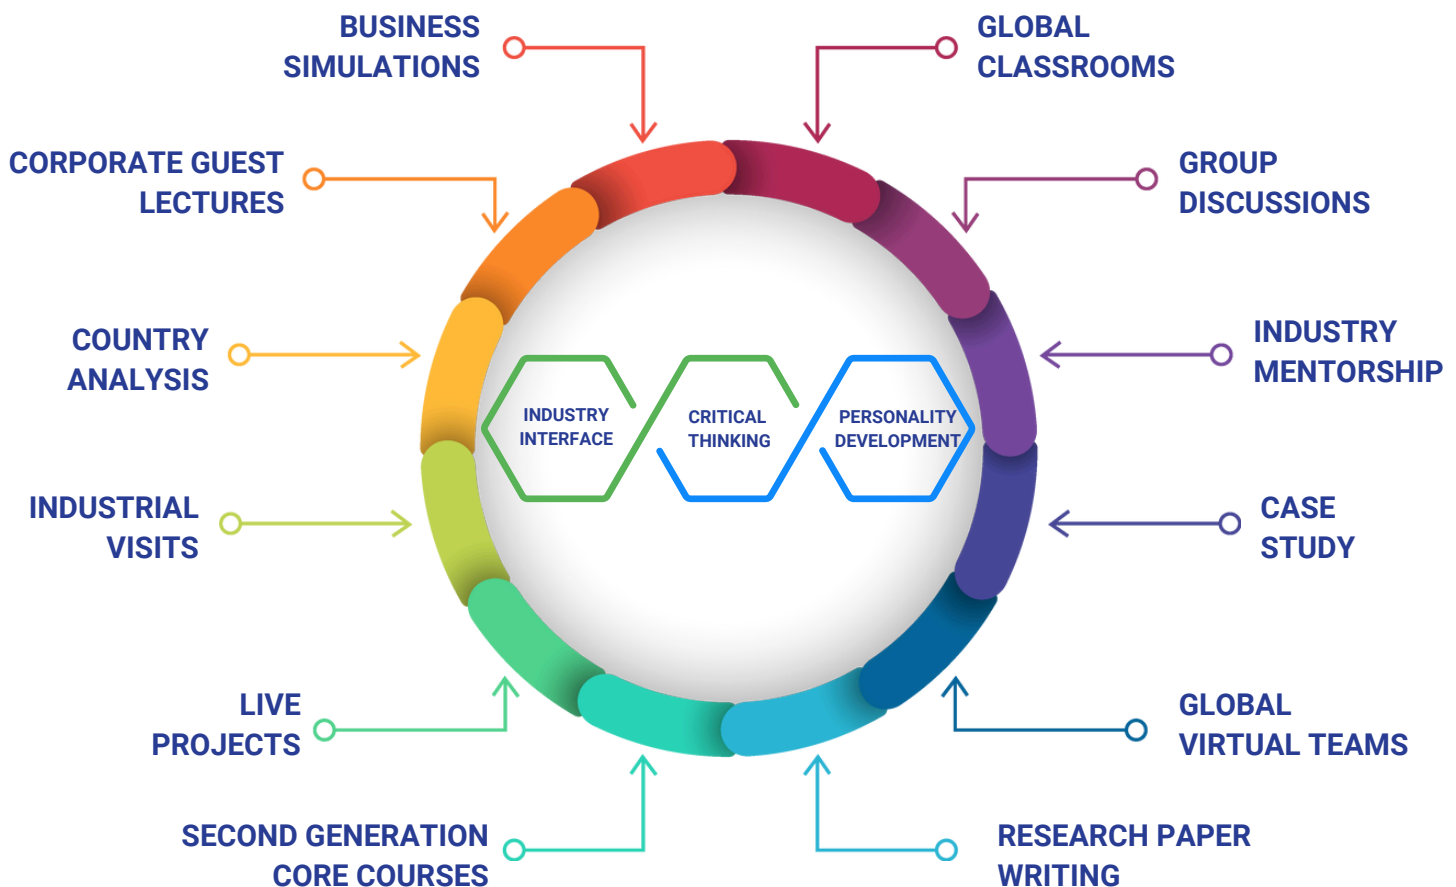 BUSINESS
SIMULATIONS
GLOBAL
CLASSROOMS
CORPORATE GUEST
LECTURES
GROUP
DISCUSSIONS
COUNTRY
ANALYSIS
INDUSTRY
MENTORSHIP
INDUSTRY
INTERFACE
CRITICAL
THINKING
PERSONALITY
DEVELOPMENT
INDUSTRIAL
VISITS
CASE
STUDY
LIVE
PROJECTS
GLOBAL
VIRTUAL TEAMS
SECOND GENERATION
CORE COURSES
RESEARCH PAPER
WRITING